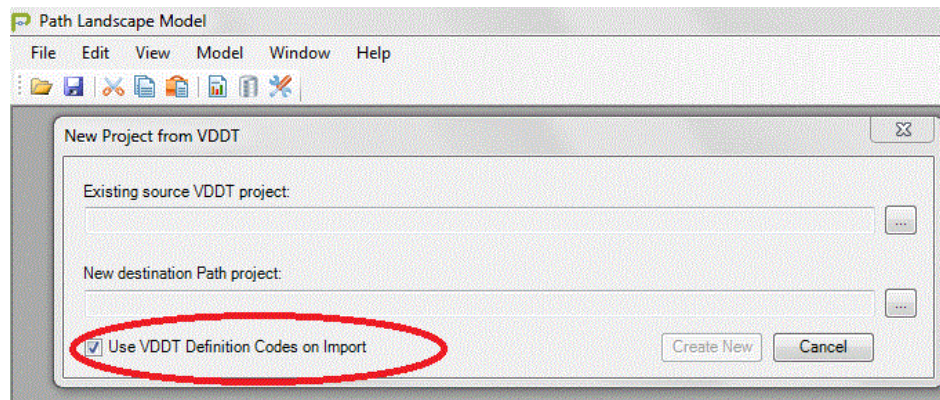 Path Landscape Model
File Edit View Model Window Help
New Project from VDDT
Existing source VDDT project:
...
New destination Path project:
...
Use VDDT Definition Codes on Import Create New Cancel